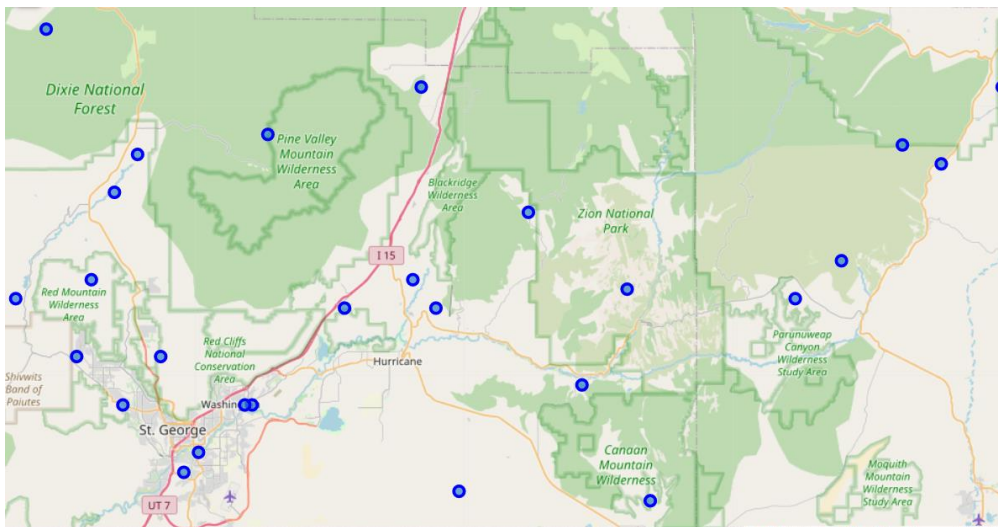 Dixie National
Forest
Pine Valley
Mountain
Wilderness
Area
Blackridge
Wilderness
Area
Zion National
Park
I 15
Red Mountain
Wilderness
Area
Red Cliffs
National
Conservation
Area
Hurricane
Parunuweap
Canyon
Wilderness
Study Area
Shivwits
Band of
Paiutes
Washin
St. George
Canaan
Mountain
Wilderness
Moquith
Mountain
Wilderness
Study Area
UT 7